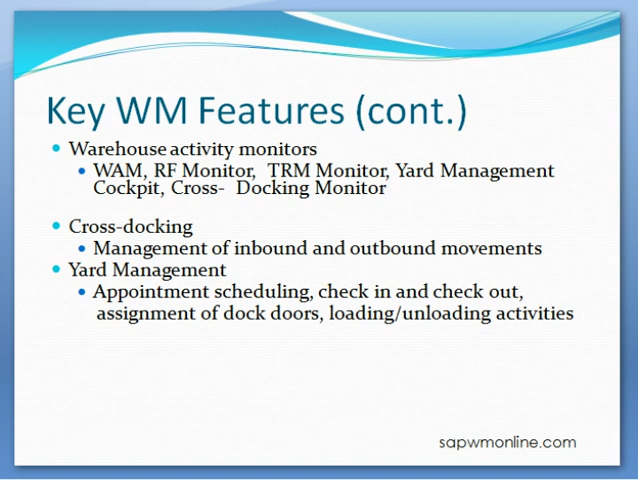 Key WM Features (cont.)
• Warehouse activity monitors
• WAM, RF Monitor, TRM Monitor, Yard Management
Cockpit, Cross- Docking Monitor
• Cross-docking
• Management of inbound and outbound movements
• Yard Management
• Appointment scheduling, check in and check out,
assignment of dock doors, loading/unloading activities
sapwmonline.com